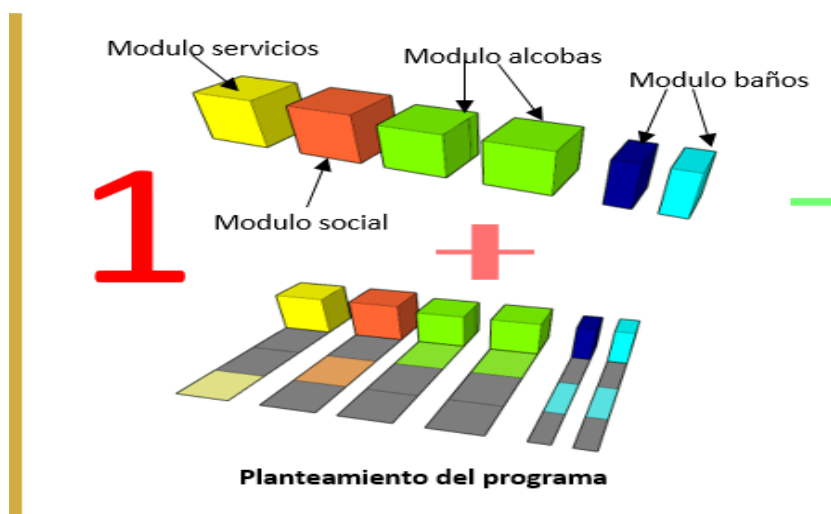 Modulo servicios
Modulo alcobas
Modulo baños
1
Modulo social
Planteamiento del programa